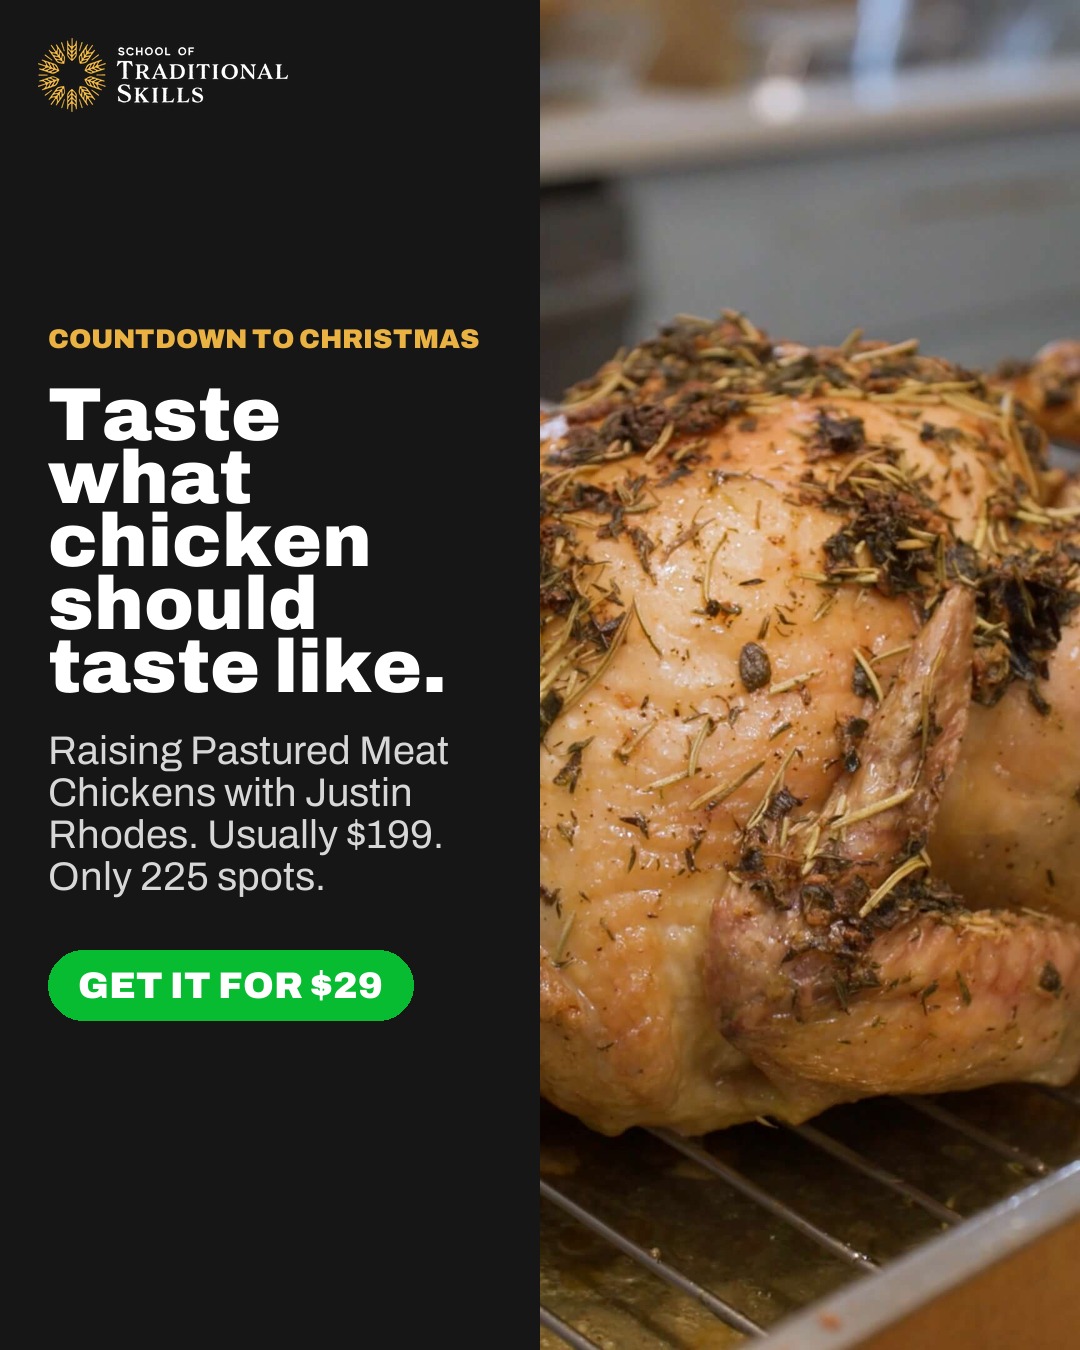 SCHOOL OF
TRADITIONAL
SKILLS
COUNTDOWN TO CHRISTMAS
Taste
what
chicken
should
taste like.
Raising Pastured Meat
Chickens with Justin
Rhodes. Usually $199.
Only 225 spots.
GET IT FOR $29